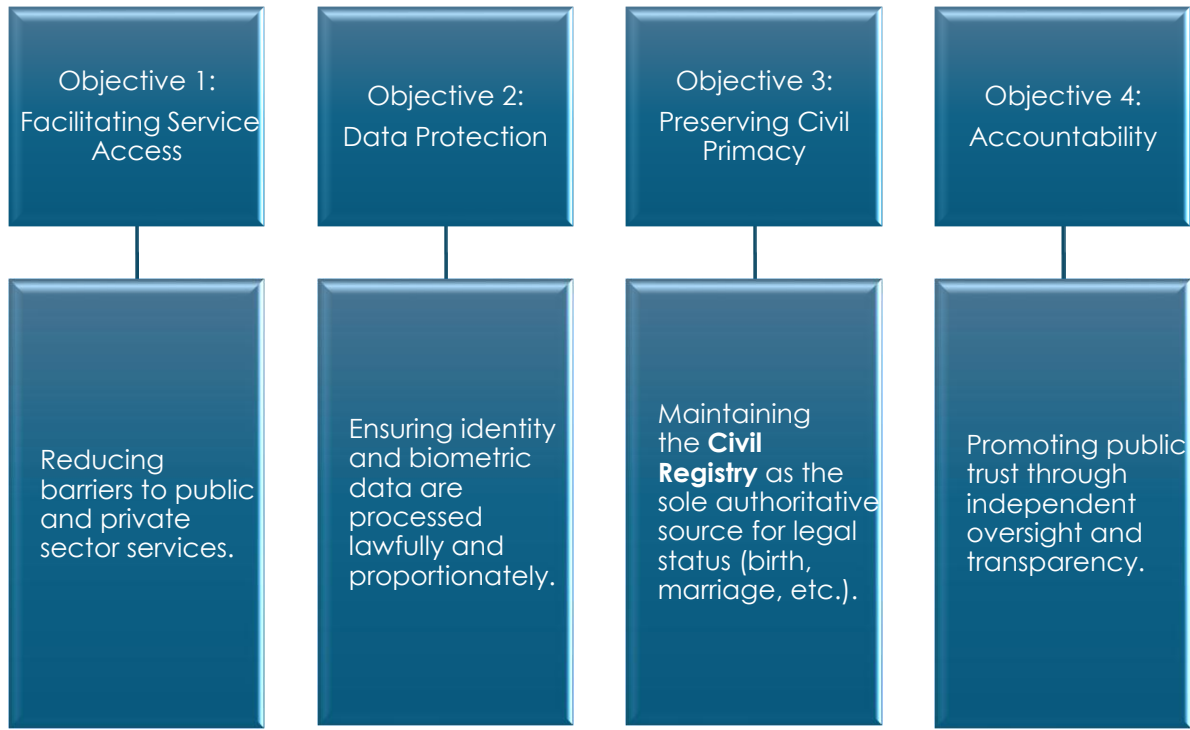 Objective 1:
Facilitating Service
Access
Reducing
barriers to public
and private
sector services.
Objective 2:
Data Protection
Ensuring identity
and biometric
data are
processed
lawfully and
proportionately.
Objective 3:
Preserving Civil
Primacy
Maintaining
the Civil
Registry as the
sole authoritative
source for legal
status (birth,
marriage, etc.).
Objective 4:
Accountability
Promoting public
trust through
independent
oversight and
transparency.